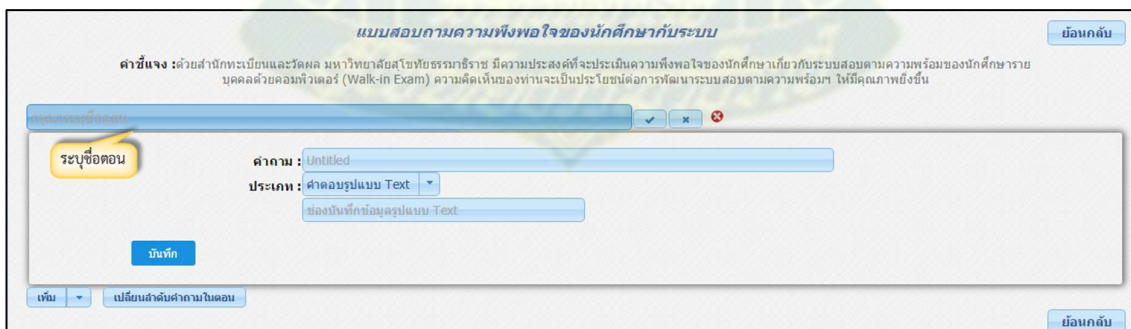 แบบสอบถามความพึงพอใจของนักศึกษากับระบบ
ย้อนกลับ
คำชี้แจง :ด้วยสำนักทะเบียนและวัดผล มหาวิทยาลัยสุโขทัยธรรมาธิราช มีความประสงค์ที่จะประเมินความพึงพอใจของนักศึกษาเกี่ยวกับระบบสอบตามความพร้อมของนักศึกษาราย
บุคคลด้วยคอมพิวเตอร์ (Walk-in Exam) ความคิดเห็นของท่านจะเป็นประโยชน์ต่อการพัฒนาระบบสอบตามความพร้อมฯ ให้มีคุณภาพยิ่งขึ้น
ระบุชื่อตอน
คำถาม : Untitled
ประเภท : คำตอบรูปแบบ Text
ช่องบันทึกข้อมูลรูปแบบ Text
บันทึก
เพิ่ม
เปลี่ยนลำดับคำถามในตอน
ย้อนกลับ